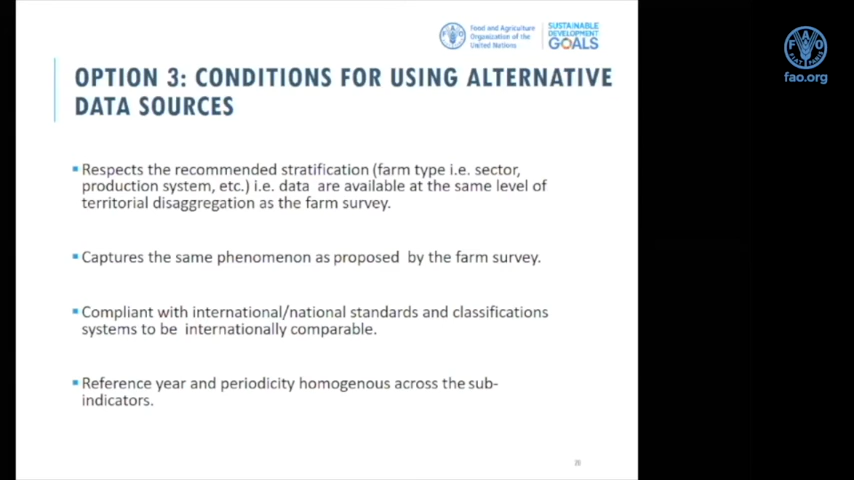 Food and Agriculture
Organization of the
United Nations
SUSTAINABLE
DEVELOPMENT
GOALS
FAO
FIAT PANIS
fao.org
OPTION 3: CONDITIONS FOR USING ALTERNATIVE
DATA SOURCES
Respects the recommended stratification (farm type i.e. sector,
production system, etc.) i.e. data are available at the same level of
territorial disaggregation as the farm survey.
Captures the same phenomenon as proposed by the farm survey.
Compliant with international/national standards and classifications
systems to be internationally comparable.
Reference year and periodicity homogenous across the sub-
indicators.
20